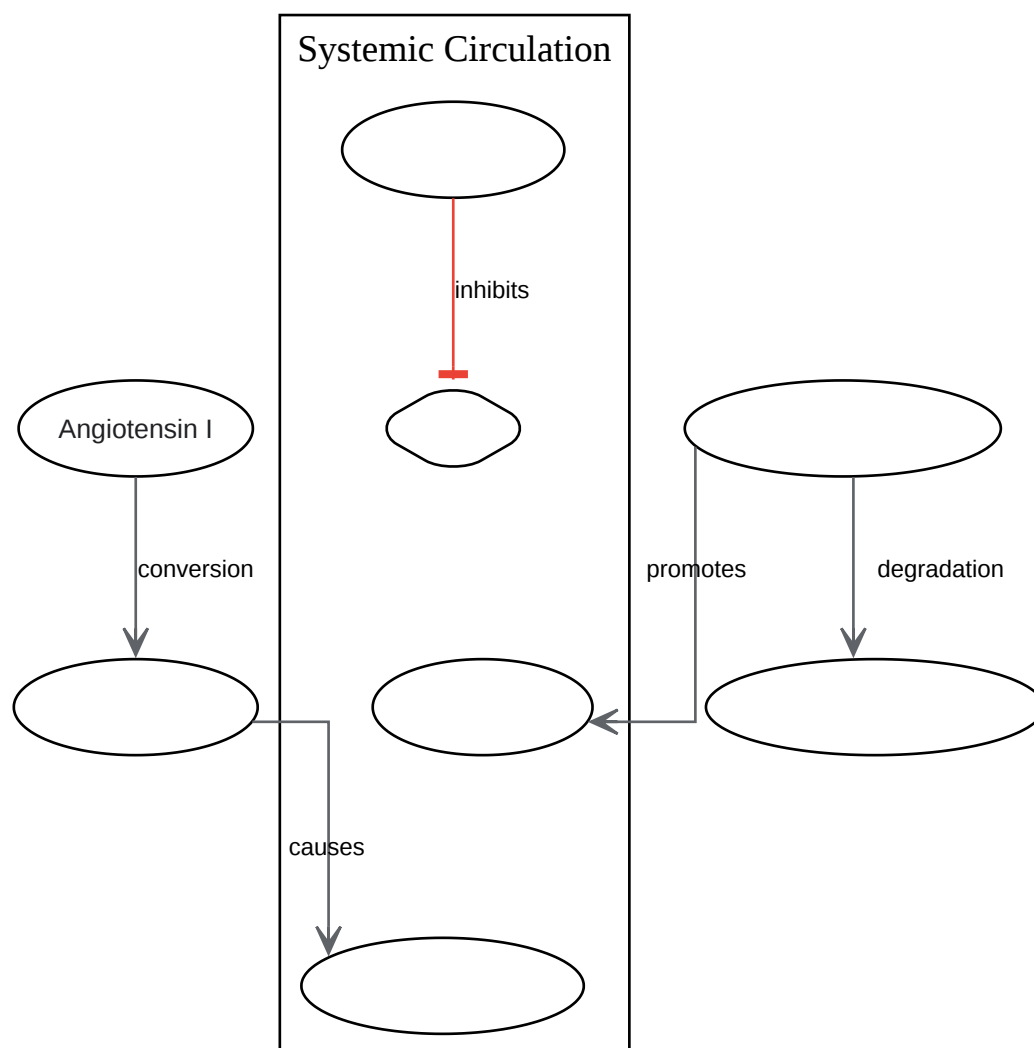 Systemic Circulation
inhibits
Angiotensin I
conversion
promotes
degradation
causes